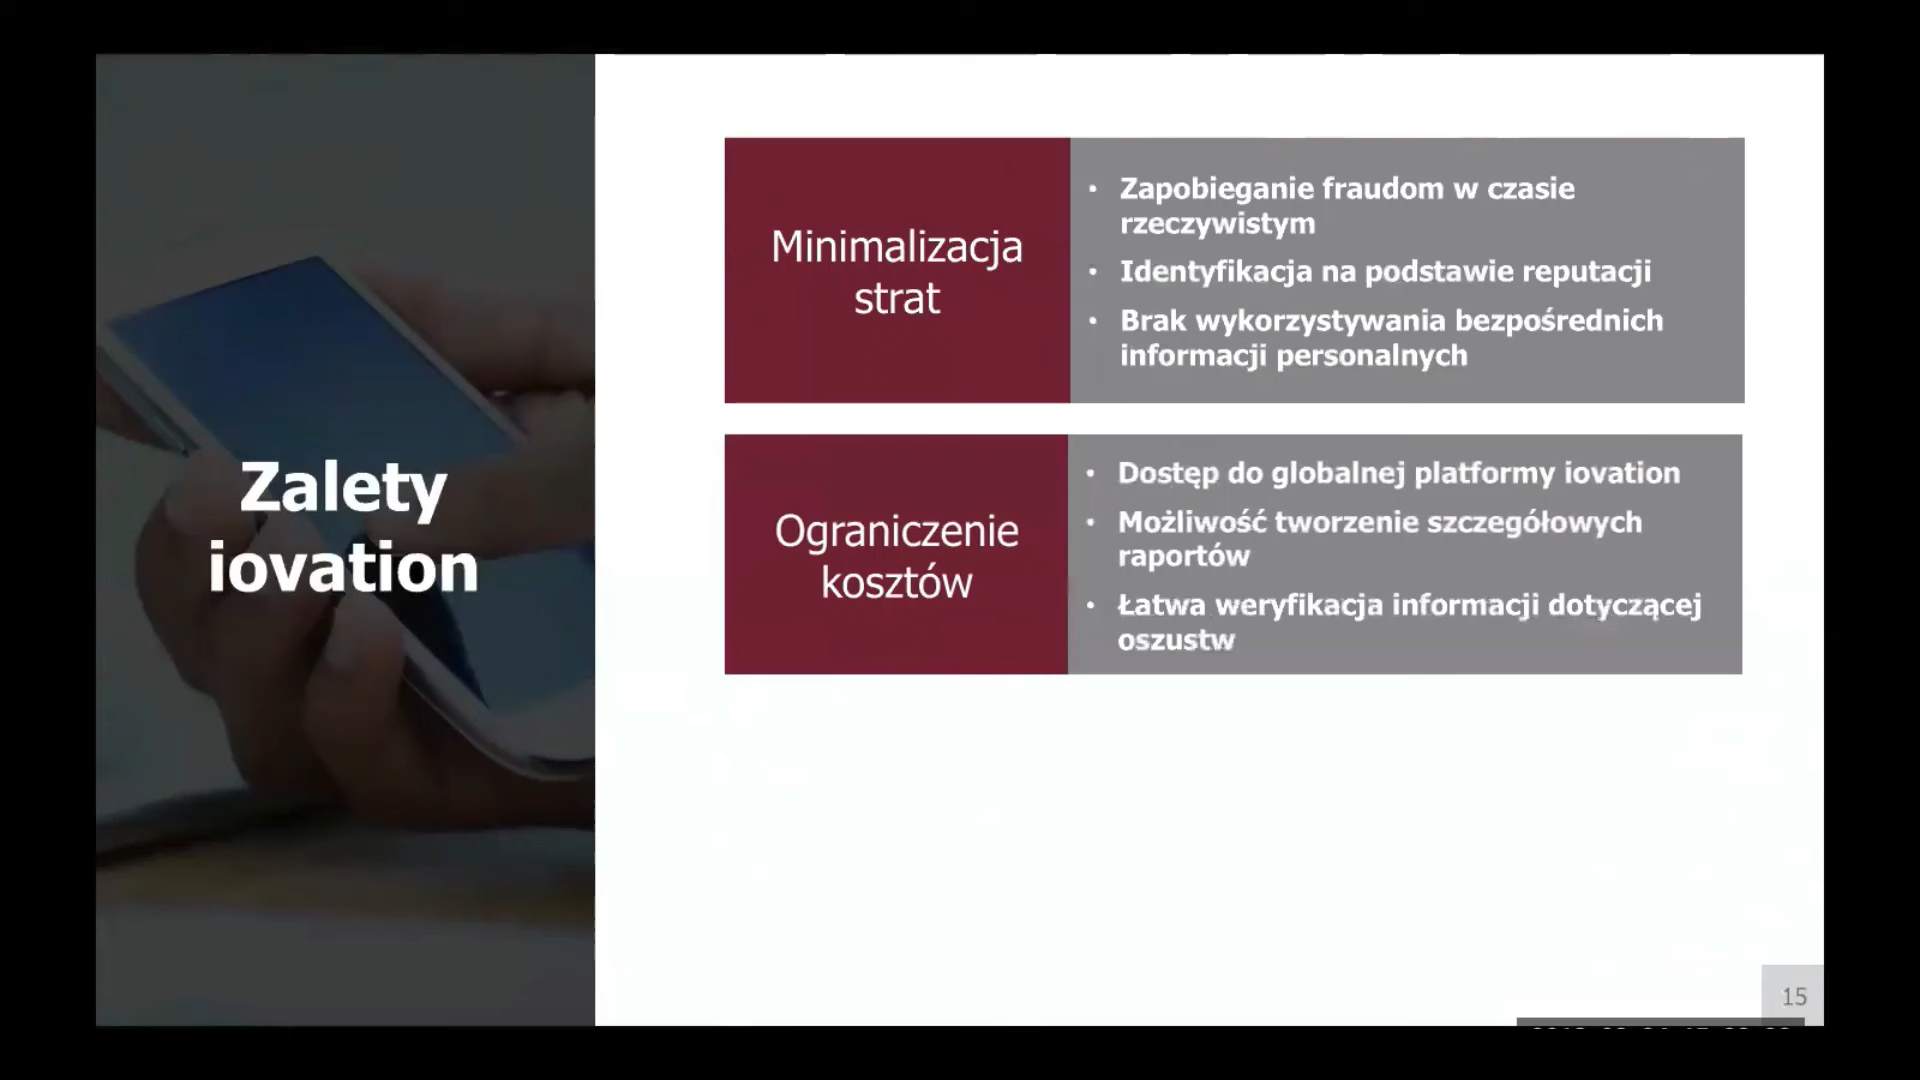 Zalety
iovation
Minimalizacja
strat
• Zapobieganie fraudom w czasie
rzeczywistym
• Identyfikacja na podstawie reputacji
• Brak wykorzystywania bezpośrednich
informacji personalnych
Ograniczenie
kosztów
• Dostęp do globalnej platformy iovation
• Możliwość tworzenie szczegółowych
raportów
• Łatwa weryfikacja informacji dotyczącej
oszustw
15